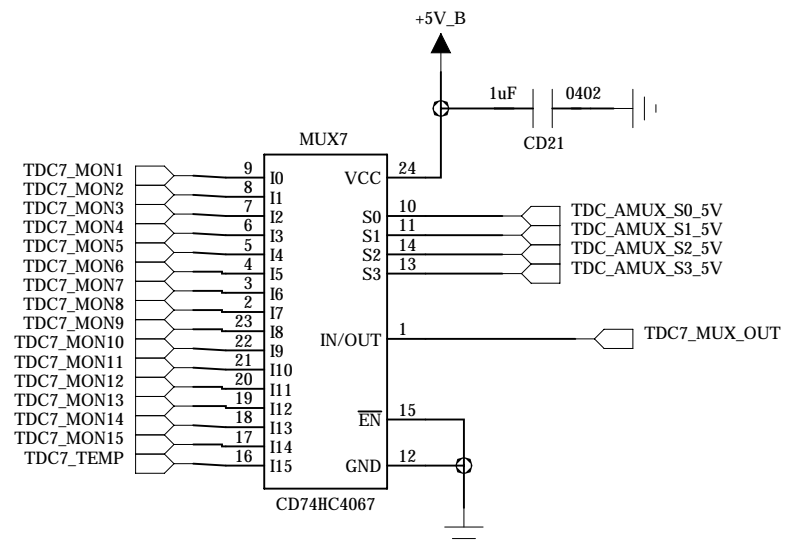 +5V_B
1uF 0402
CD21
MUX7
TDC7_MON1 9 I0 VCC 24
TDC7_MON2 8 I1
TDC7_MON3 7 I2 S0 10 TDC_AMUX_S0_5V
TDC7_MON4 6 I3 S1 11 TDC_AMUX_S1_5V
TDC7_MON5 5 I4 S2 14 TDC_AMUX_S2_5V
TDC7_MON6 4 I5 S3 13 TDC_AMUX_S3_5V
TDC7_MON7 3 I6
TDC7_MON8 2 I7
TDC7_MON9 23 I8
TDC7_MON10 22 I9 IN/OUT 1 TDC7_MUX_OUT
TDC7_MON11 21 I10
TDC7_MON12 20 I11
TDC7_MON13 19 I12
TDC7_MON14 18 I13 EN 15
TDC7_MON15 17 I14
TDC7_TEMP 16 I15 GND 12
CD74HC4067